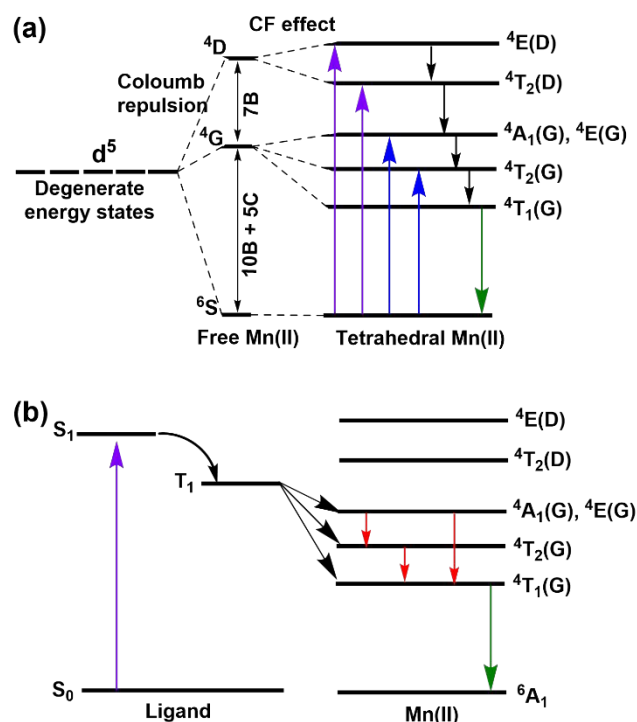 (a)
CF effect
⁴D
⁴E(D)
Coloumb
repulsion
7B
⁴T₂(D)
⁴G
⁴A₁(G), ⁴E(G)
d⁵
Degenerate
energy states
⁴T₂(G)
10B + 5C
⁴T₁(G)
⁶S
Free Mn(II)
Tetrahedral Mn(II)
(b)
S₁
⁴E(D)
⁴T₂(D)
T₁
⁴A₁(G), ⁴E(G)
⁴T₂(G)
⁴T₁(G)
S₀
⁶A₁
Ligand
Mn(II)